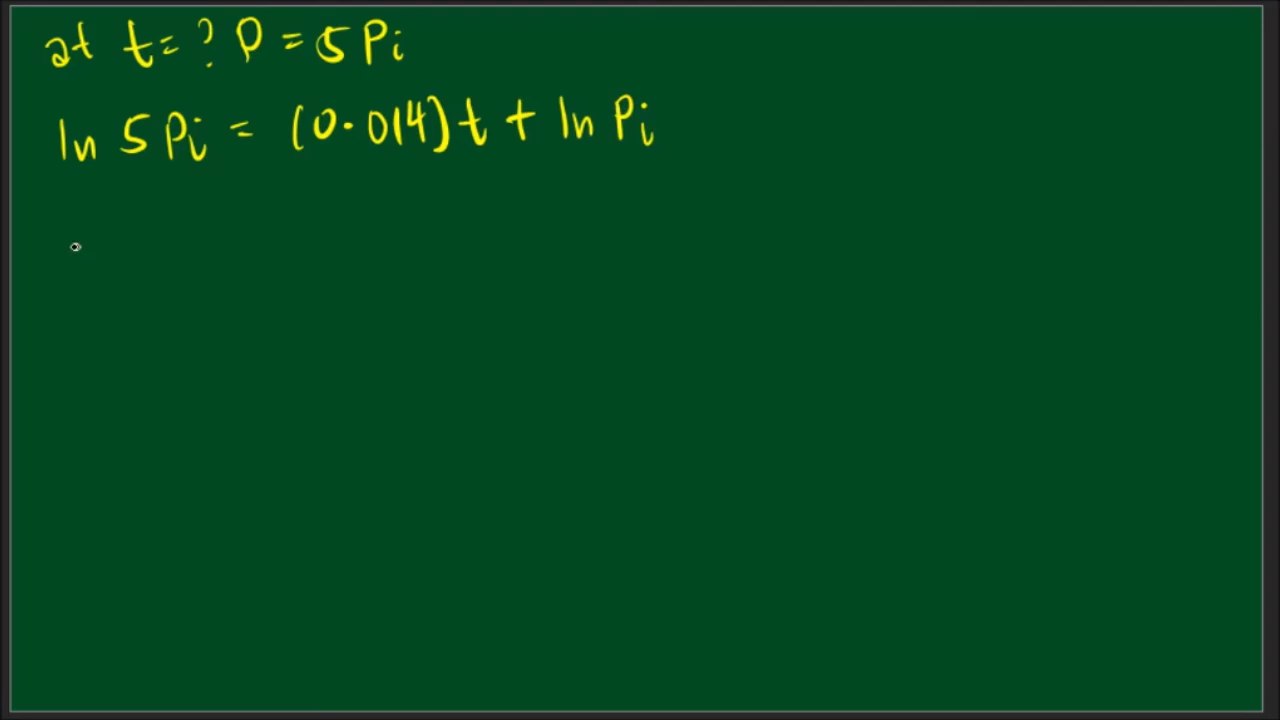 at t = ? P = 5 Pi
ln 5 Pi = (0.014) t + ln Pi